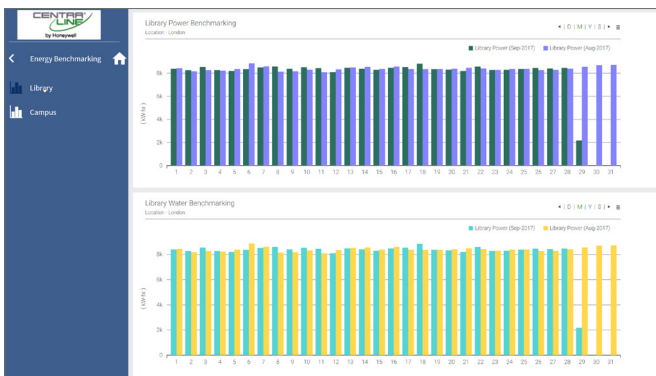 CENTRA
LINE
by Honeywell
Energy Benchmarking
Library
Campus
Library Power Benchmarking
Location - London
D | M | Y | S
Library Power (Sep-2017) Library Power (Aug-2017)
( kW-hr )
8k
6k
4k
2k
0
1 2 3 4 5 6 7 8 9 10 11 12 13 14 15 16 17 18 19 20 21 22 23 24 25 26 27 28 29 30 31
Library Water Benchmarking
Location - London
D | M | Y | S
Library Power (Sep-2017) Library Power (Aug-2017)
( kW-hr )
8k
6k
4k
2k
0
1 2 3 4 5 6 7 8 9 10 11 12 13 14 15 16 17 18 19 20 21 22 23 24 25 26 27 28 29 30 31